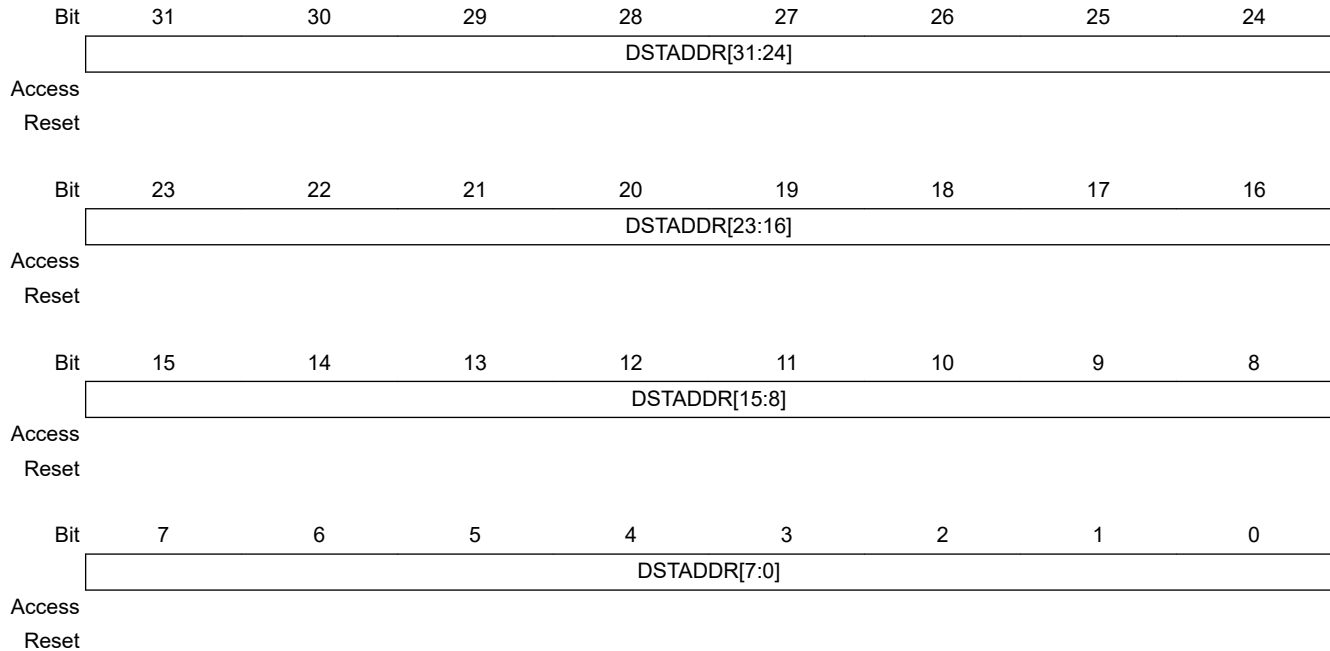 Bit 31 30 29 28 27 26 25 24
DSTADDR[31:24]
Access
Reset
Bit 23 22 21 20 19 18 17 16
DSTADDR[23:16]
Access
Reset
Bit 15 14 13 12 11 10 9 8
DSTADDR[15:8]
Access
Reset
Bit 7 6 5 4 3 2 1 0
DSTADDR[7:0]
Access
Reset